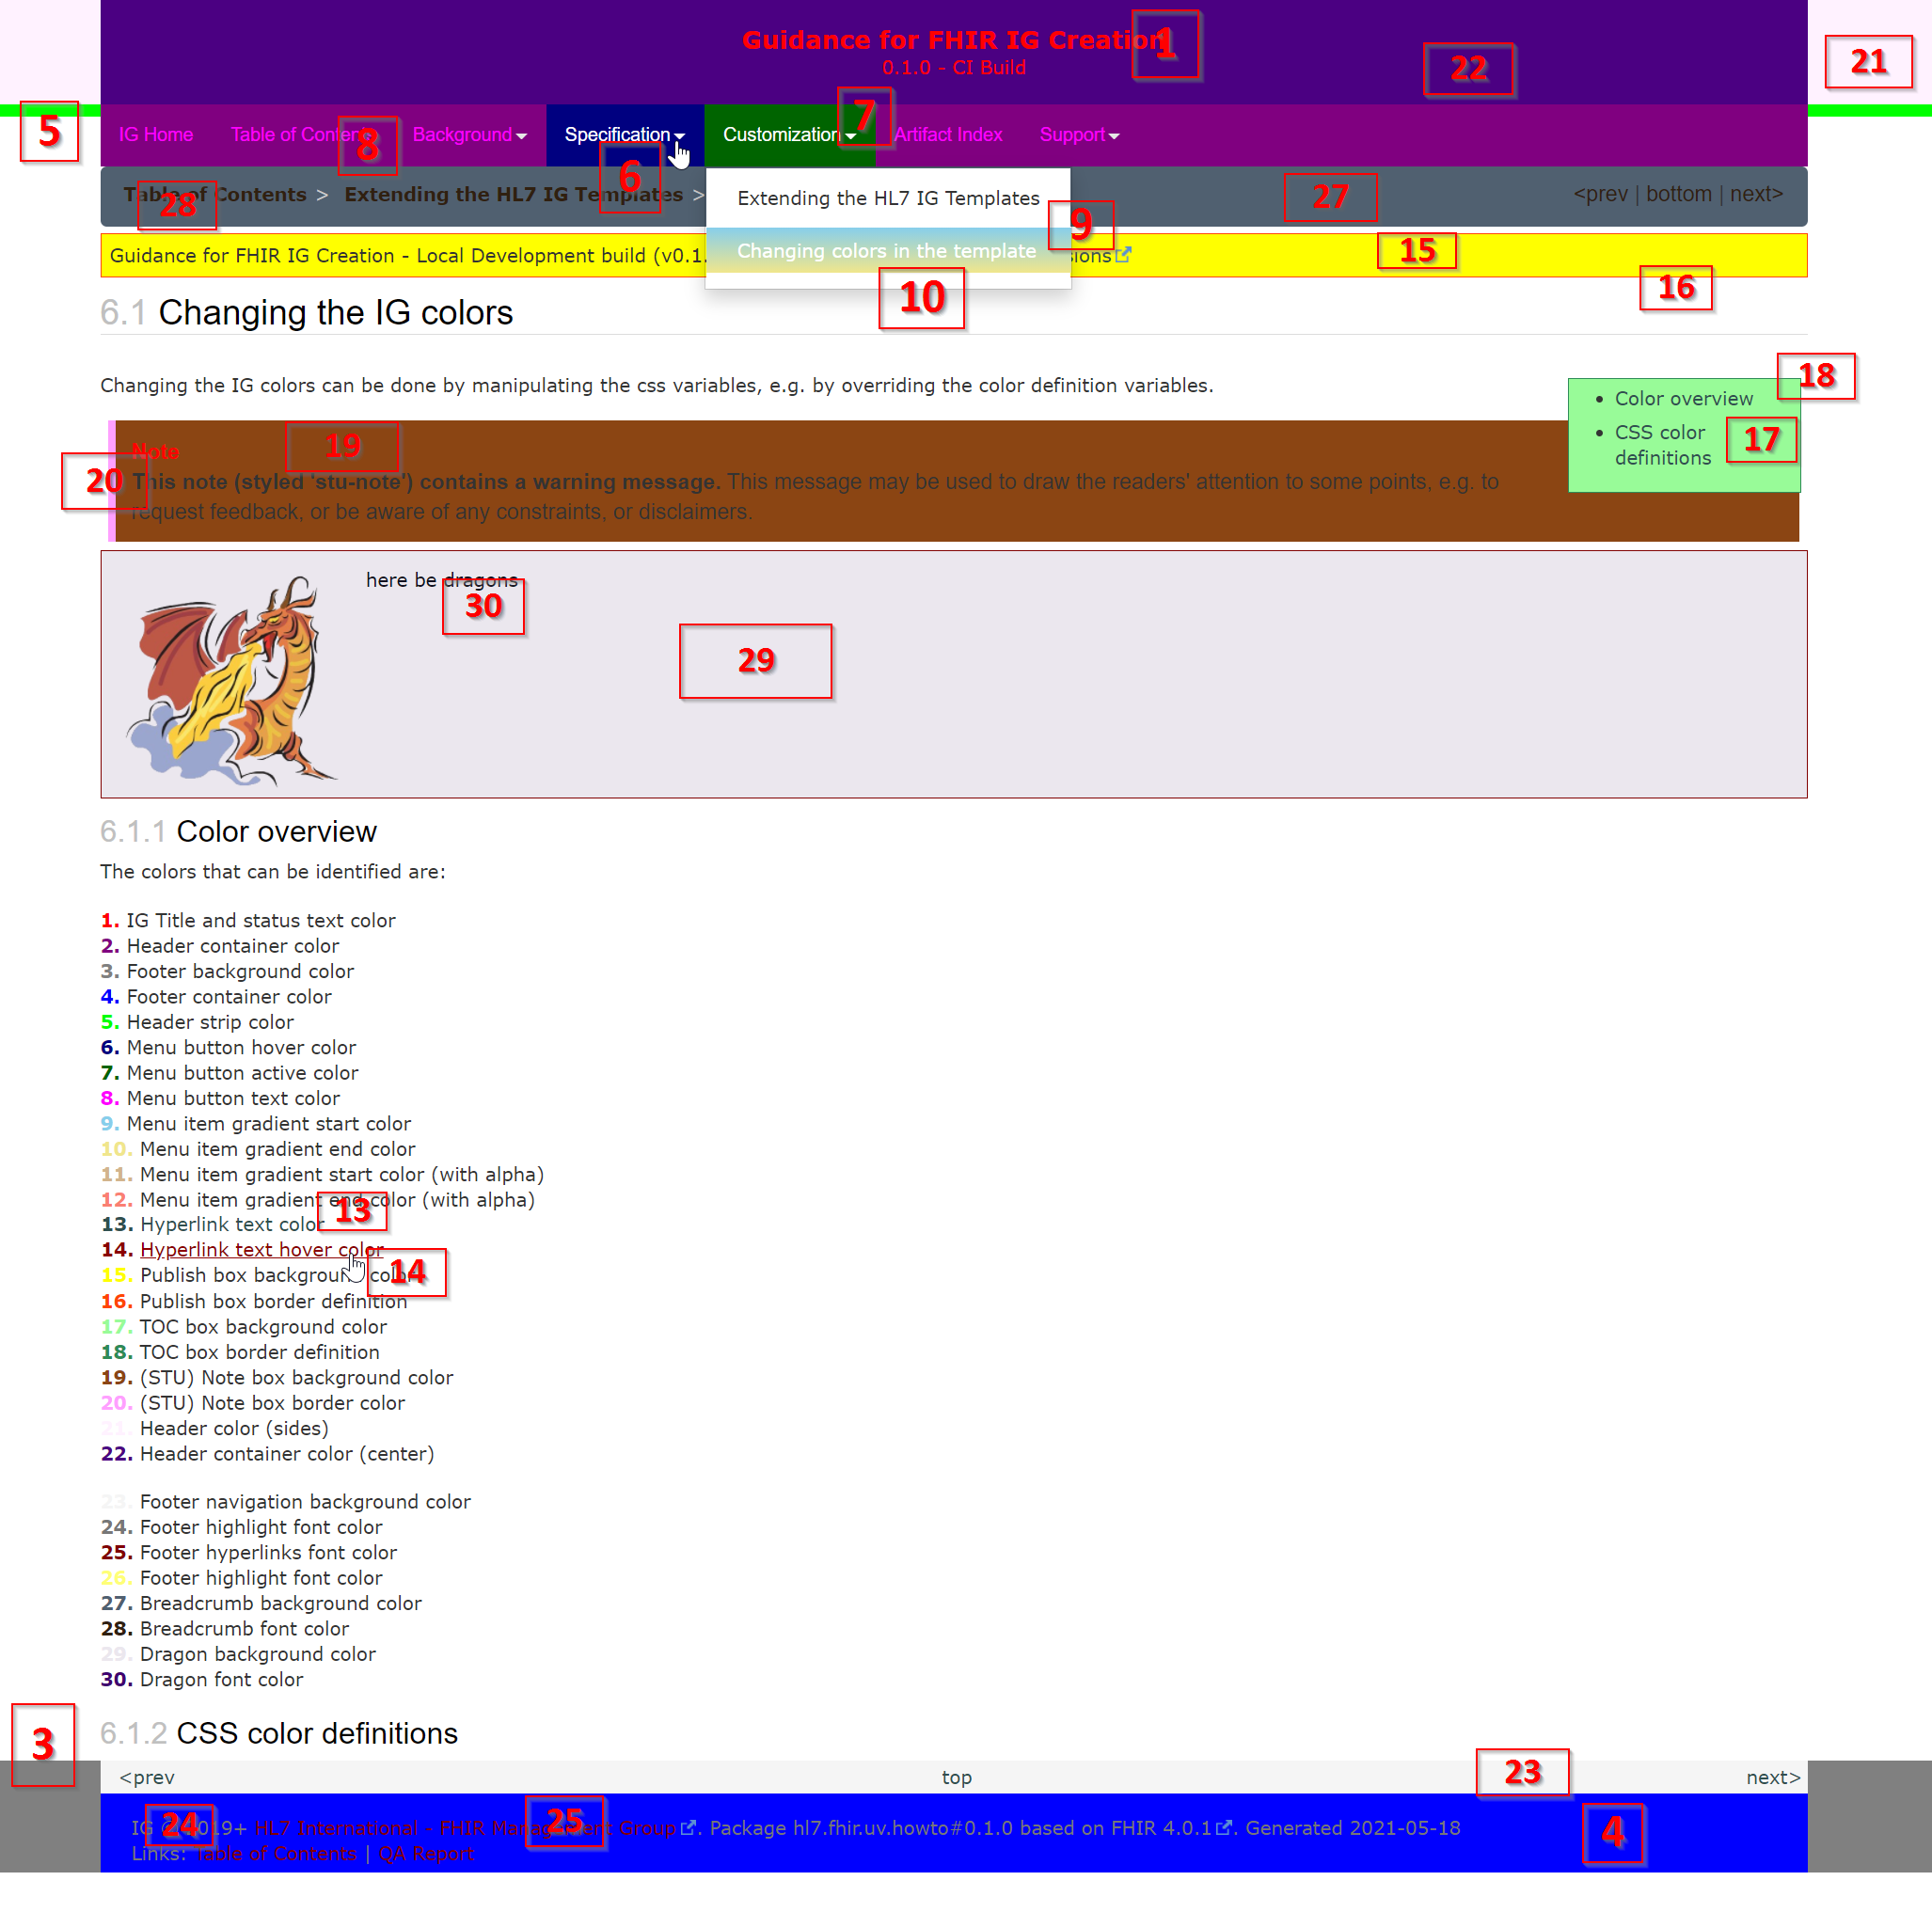 Guidance for FHIR IG Creation
1
0.1.0 - CI Build
22
21
5
IG Home Table of Contents 8 Background Specification Customization 7 Artifact Index Support
6
Table of Contents > Extending the HL7 IG Templates >
28
27
<prev | bottom | next>
Extending the HL7 IG Templates
9
Changing colors in the template
10
Guidance for FHIR IG Creation - Local Development build (v0.1.
15
16
6.1 Changing the IG colors
Changing the IG colors can be done by manipulating the css variables, e.g. by overriding the color definition variables.
18
• Color overview
• CSS color
definitions
17
Note
19
20
This note (styled 'stu-note') contains a warning message. This message may be used to draw the readers' attention to some points, e.g. to
request feedback, or be aware of any constraints, or disclaimers.
here be dragons
30
29
6.1.1 Color overview
The colors that can be identified are:
1. IG Title and status text color
2. Header container color
3. Footer background color
4. Footer container color
5. Header strip color
6. Menu button hover color
7. Menu button active color
8. Menu button text color
9. Menu item gradient start color
10. Menu item gradient end color
11. Menu item gradient start color (with alpha)
12. Menu item gradient end color (with alpha)
13. Hyperlink text color
13
14. Hyperlink text hover color
14
15. Publish box background color
16. Publish box border definition
17. TOC box background color
18. TOC box border definition
19. (STU) Note box background color
20. (STU) Note box border color
21. Header color (sides)
22. Header container color (center)
23. Footer navigation background color
24. Footer highlight font color
25. Footer hyperlinks font color
26. Footer highlight font color
27. Breadcrumb background color
28. Breadcrumb font color
29. Dragon background color
30. Dragon font color
3
6.1.2 CSS color definitions
<prev top next>
23
24
25
4
IG © 2019+ HL7 International - FHIR Management Group. Package hl7.fhir.uv.howto#0.1.0 based on FHIR 4.0.1. Generated 2021-05-18
Links: Table of Contents | QA Report